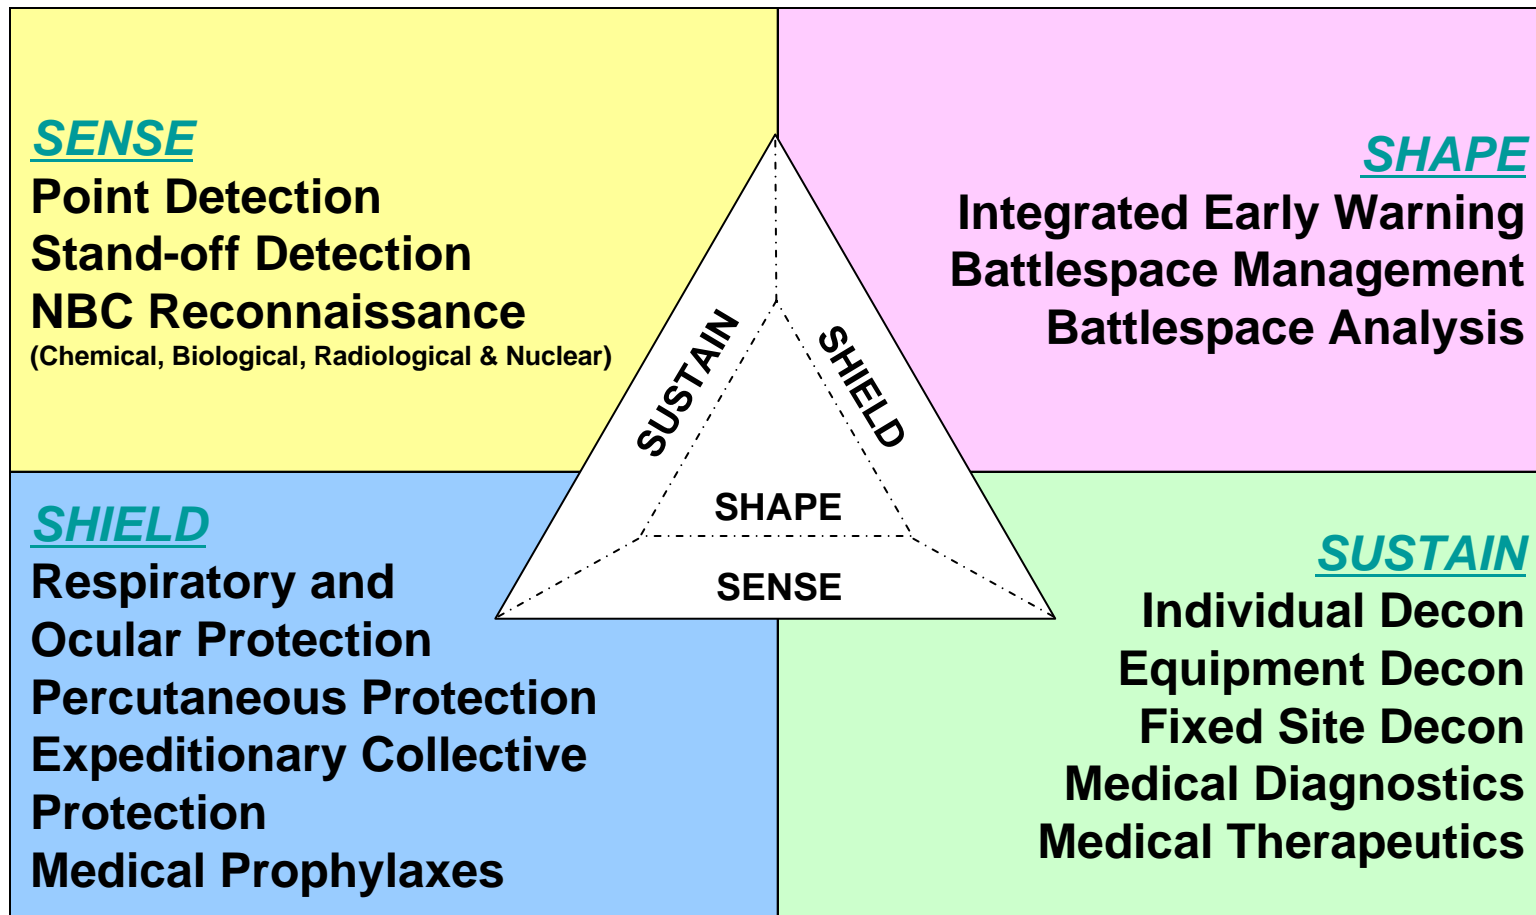 SENSE
Point Detection
Stand-off Detection
NBC Reconnaissance
(Chemical, Biological, Radiological & Nuclear)
SHAPE
Integrated Early Warning
Battlespace Management
Battlespace Analysis
SUSTAIN
SHIELD
SHAPE
SENSE
SHIELD
Respiratory and
Ocular Protection
Percutaneous Protection
Expeditionary Collective
Protection
Medical Prophylaxes
SUSTAIN
Individual Decon
Equipment Decon
Fixed Site Decon
Medical Diagnostics
Medical Therapeutics